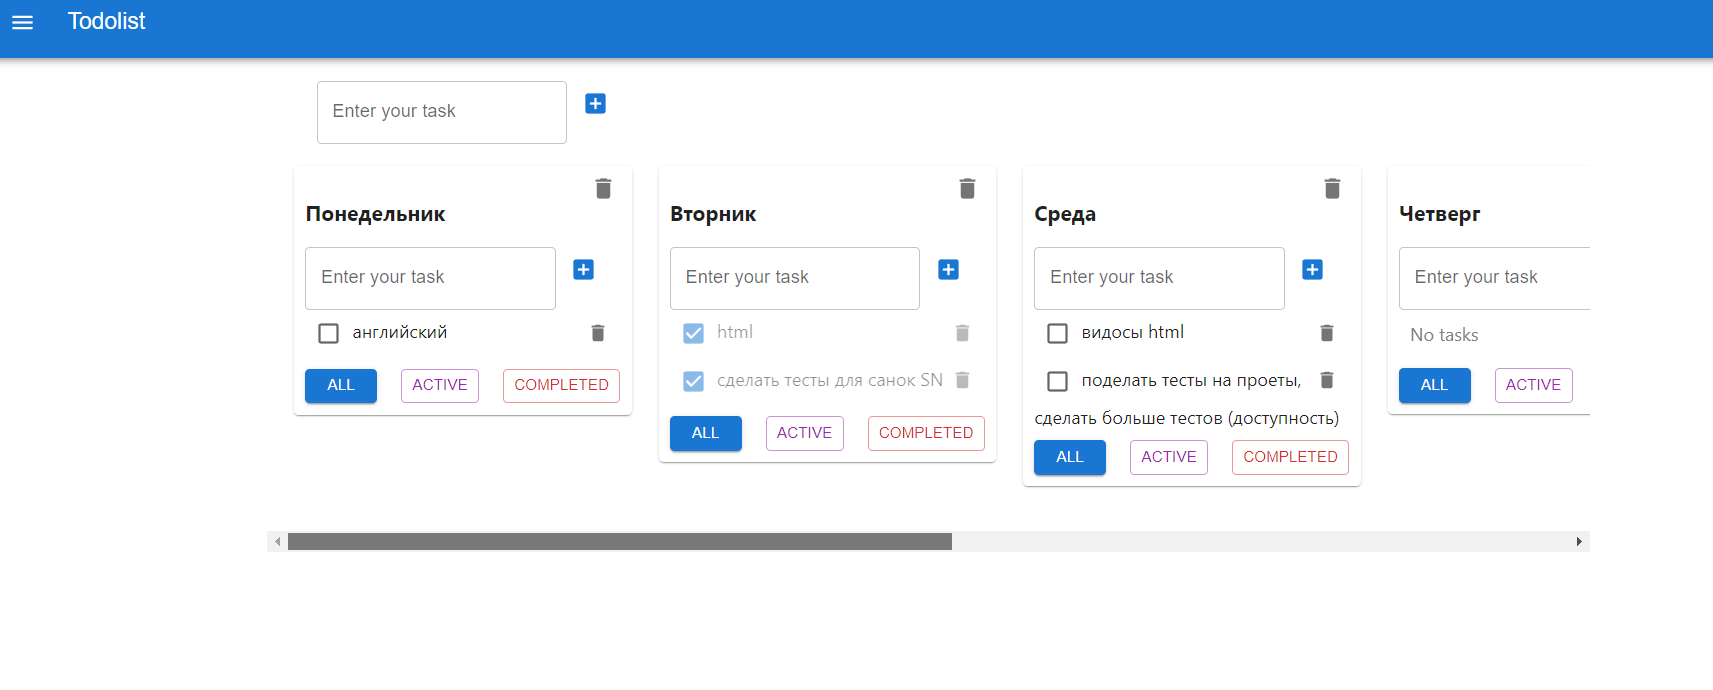 Todolist
Enter your task
Понедельник
Enter your task
английский
ALL ACTIVE COMPLETED
Вторник
Enter your task
html
сделать тесты для санок SN
ALL ACTIVE COMPLETED
Среда
Enter your task
видосы html
поделать тесты на проеты,
сделать больше тестов (доступность)
ALL ACTIVE COMPLETED
Четверг
Enter your task
No tasks
ALL ACTIVE